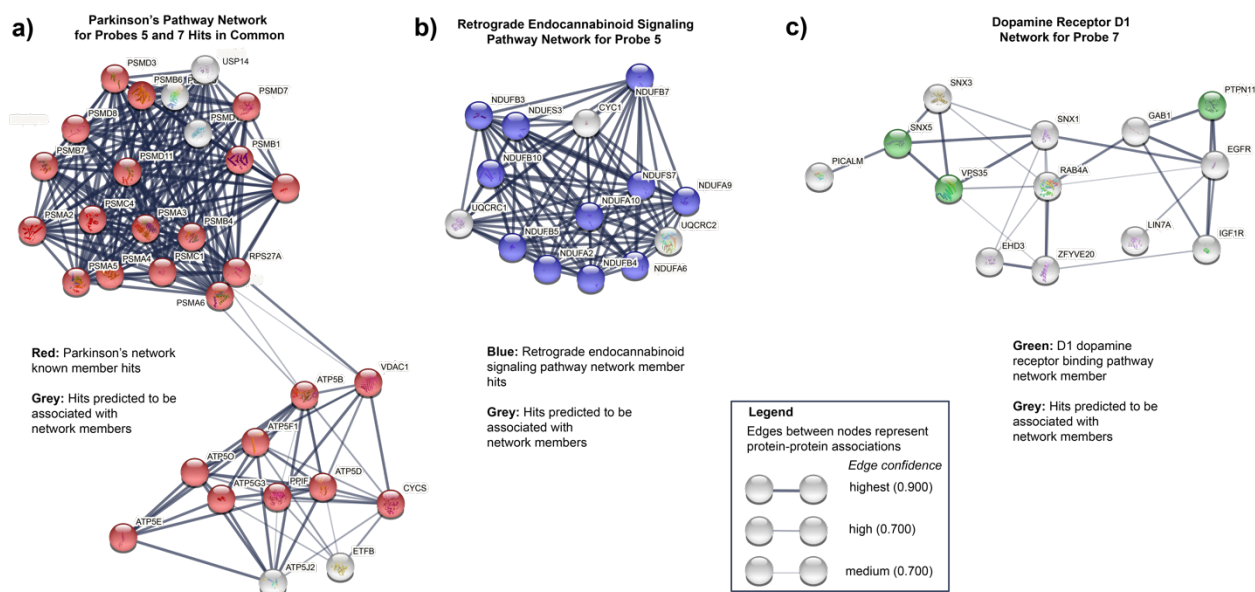 a)
Parkinson's Pathway Network
for Probes 5 and 7 Hits in Common
USP14
PSMD3
PSMB6
PSMD7
PSMD8
PSMD
PSMB7
PSMD11
PSMB1
PSMA2
PSMC4
PSMA3
PSMB4
PSMA5
PSMA4
PSMC1
RPS27A
PSMA6
VDAC1
ATP5B
ATP5F1
ATP5O
ATP5G3
PPIF
ATP5D
CYCS
ATP5E
ETFB
ATP5J2
Red: Parkinson's network
known member hits
Grey: Hits predicted to be
associated with
network members
b)
Retrograde Endocannabinoid Signaling
Pathway Network for Probe 5
NDUFB7
NDUFB3
NDUFS3
CYC1
NDUFB10
NDUFS7
NDUFA9
UQCRC1
NDUFA10
UQCRC2
NDUFB5
NDUFA2
NDUFB4
NDUFA6
Blue: Retrograde endocannabinoid
signaling pathway network member
hits
Grey: Hits predicted to be
associated with
network members
c)
Dopamine Receptor D1
Network for Probe 7
SNX3
PTPN11
SNX5
SNX1
GAB1
EGFR
PICALM
VPS35
RAB4A
LIN7A
IGF1R
EHD3
ZFYVE20
Green: D1 dopamine
receptor binding pathway
network member
Grey: Hits predicted to be
associated with
network members
Legend
Edges between nodes represent
protein-protein associations
Edge confidence
highest (0.900)
high (0.700)
medium (0.700)